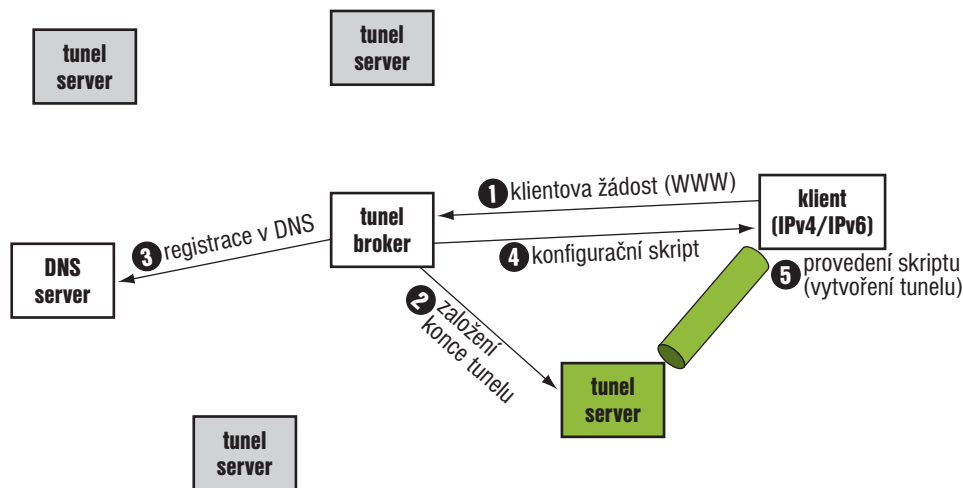 tunel
server
tunel
server
1 klientova žádost (WWW)
klient
(IPv4/IPv6)
tunel
broker
3 registrace v DNS
4 konfigurační skript
5 provedení skriptu
(vytvoření tunelu)
DNS
server
2 založení
konce tunelu
tunel
server
tunel
server